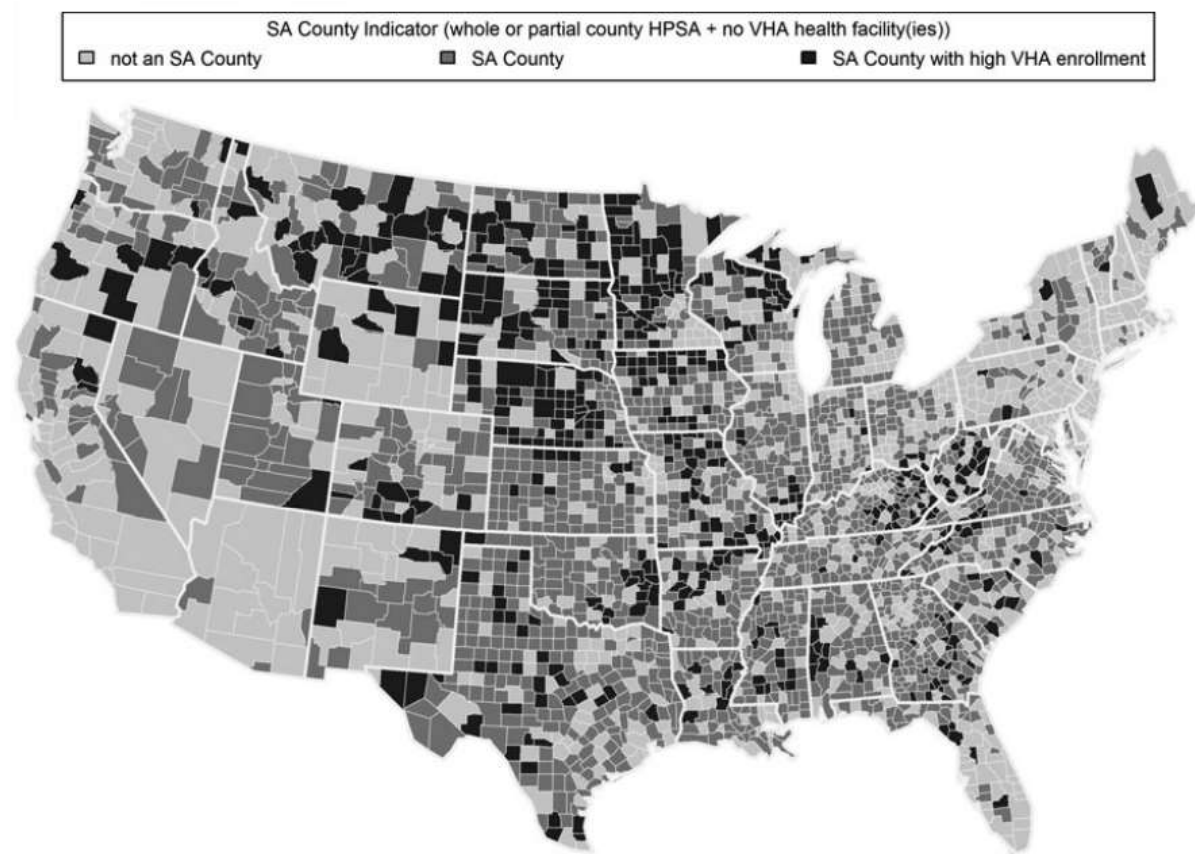 SA County Indicator (whole or partial county HPSA + no VHA health facility(ies))
not an SA County SA County SA County with high VHA enrollment